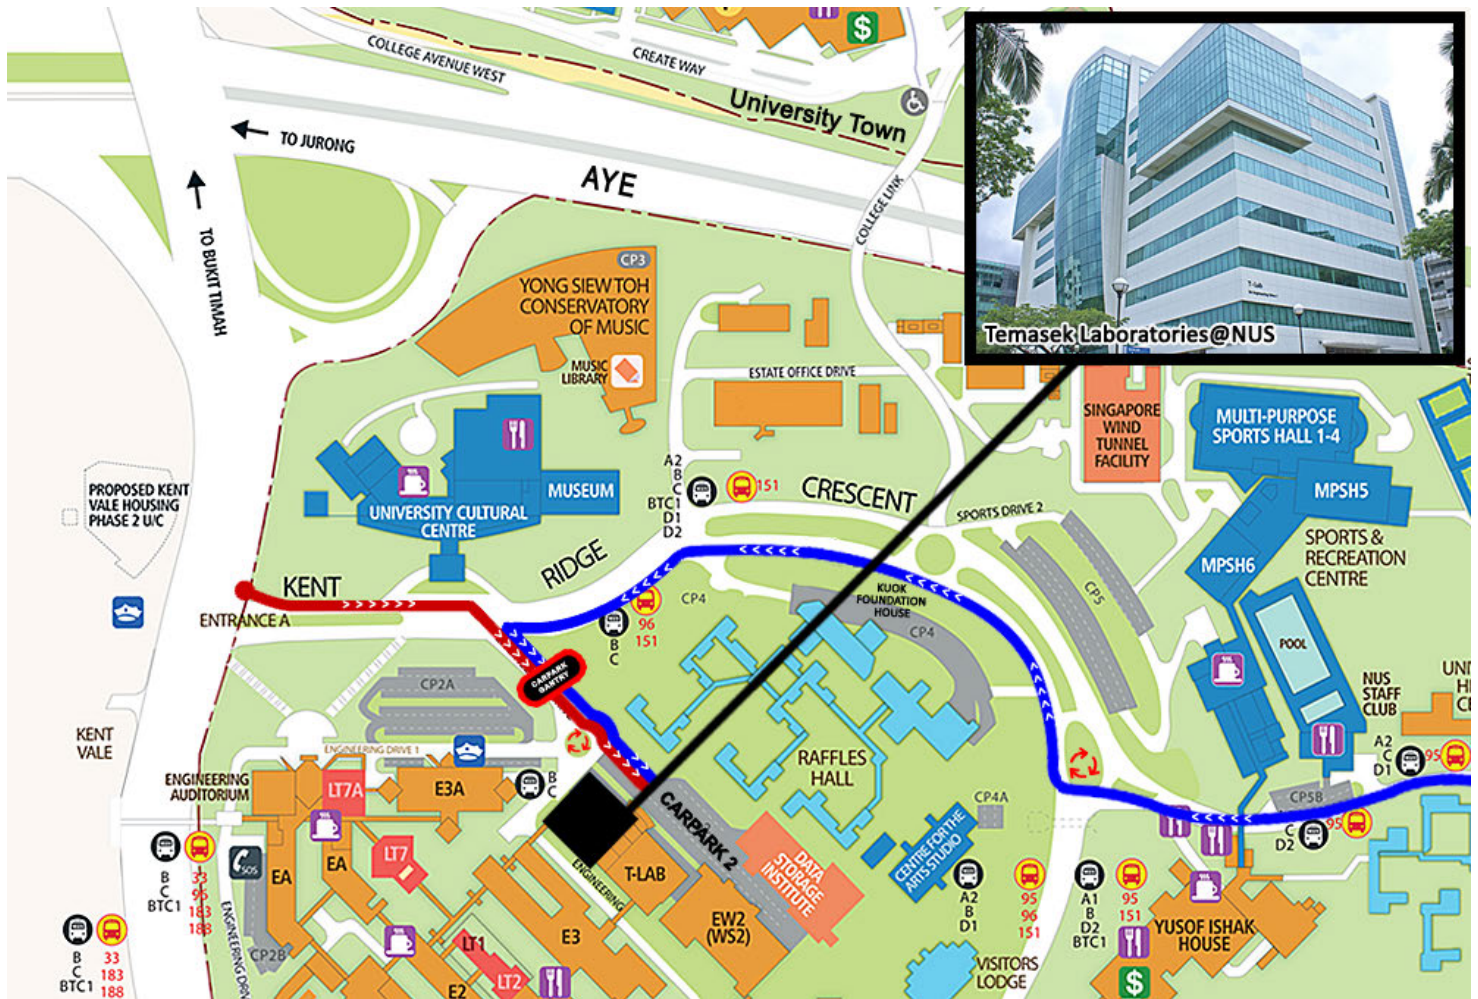 $
COLLEGE AVENUE WEST
CREATE WAY
University Town
TO JURONG
AYE
COLLEGE LINK
TO BUKIT TIMAH
T-Lab
Temasek Laboratories@NUS
CP3
YONG SIEW TOH
CONSERVATORY
OF MUSIC
MUSIC
LIBRARY
ESTATE OFFICE DRIVE
SINGAPORE
WIND
TUNNEL
FACILITY
MULTI-PURPOSE
SPORTS HALL 1-4
MPSH5
MPSH6
SPORTS &
RECREATION
CENTRE
POOL
PROPOSED KENT
VALE HOUSING
PHASE 2 U/C
MUSEUM
UNIVERSITY CULTURAL
CENTRE
A2
B
C
BTC1
D1
D2
151
KENT
RIDGE
CRESCENT
SPORTS DRIVE 2
CP5
ENTRANCE A
CP4
96
151
B
C
KUOK
FOUNDATION
HOUSE
CP4
CARPARK
GANTRY
CP2A
KENT
VALE
ENGINEERING DRIVE 1
ENGINEERING
AUDITORIUM
LT7A
E3A
B
C
RAFFLES
HALL
NUS
STAFF
CLUB
UNI
H
CE
A2
C
D1
95
CP5B
C
D2
95
CP4A
CARPARK 2
CENTRE FOR THE
ARTS STUDIO
DATA
STORAGE
INSTITUTE
T-LAB
ENGINEERING
EW2
(WS2)
E3
EA
EA
LT7
SOS
B
C
BTC1
33
95
183
188
B
C
BTC1
33
183
188
ENGINEERING DRIV
CP2B
LT1
LT2
E2
A2
B
D1
95
96
151
A1
B
D2
BTC1
95
151
$
YUSOF ISHAK
HOUSE
VISITORS
LODGE